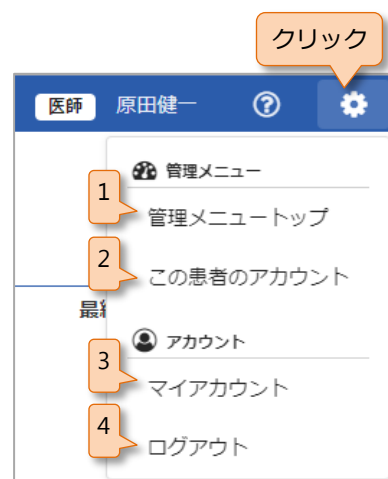 クリック
医師 原田健一 ?
管理メニュー
1
管理メニュートップ
2
この患者のアカウント
最
アカウント
3
マイアカウント
4
ログアウト